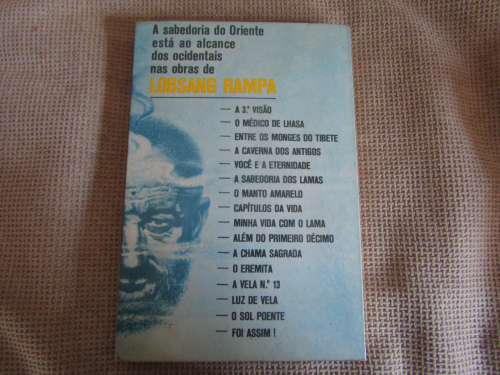 A sabedoria do Oriente
está ao alcance
dos ocidentais
nas obras de
LOBSANG RAMPA
— A 3.ª VISÃO
— O MÉDICO DE LHASA
— ENTRE OS MONGES DO TIBETE
— A CAVERNA DOS ANTIGOS
— VOCÊ E A ETERNIDADE
— A SABEDORIA DOS LAMAS
— O MANTO AMARELO
— CAPÍTULOS DA VIDA
— MINHA VIDA COM O LAMA
— ALÉM DO PRIMEIRO DÉCIMO
— A CHAMA SAGRADA
— O EREMITA
— A VELA N.º 13
— LUZ DE VELA
— O SOL POENTE
— FOI ASSIM !